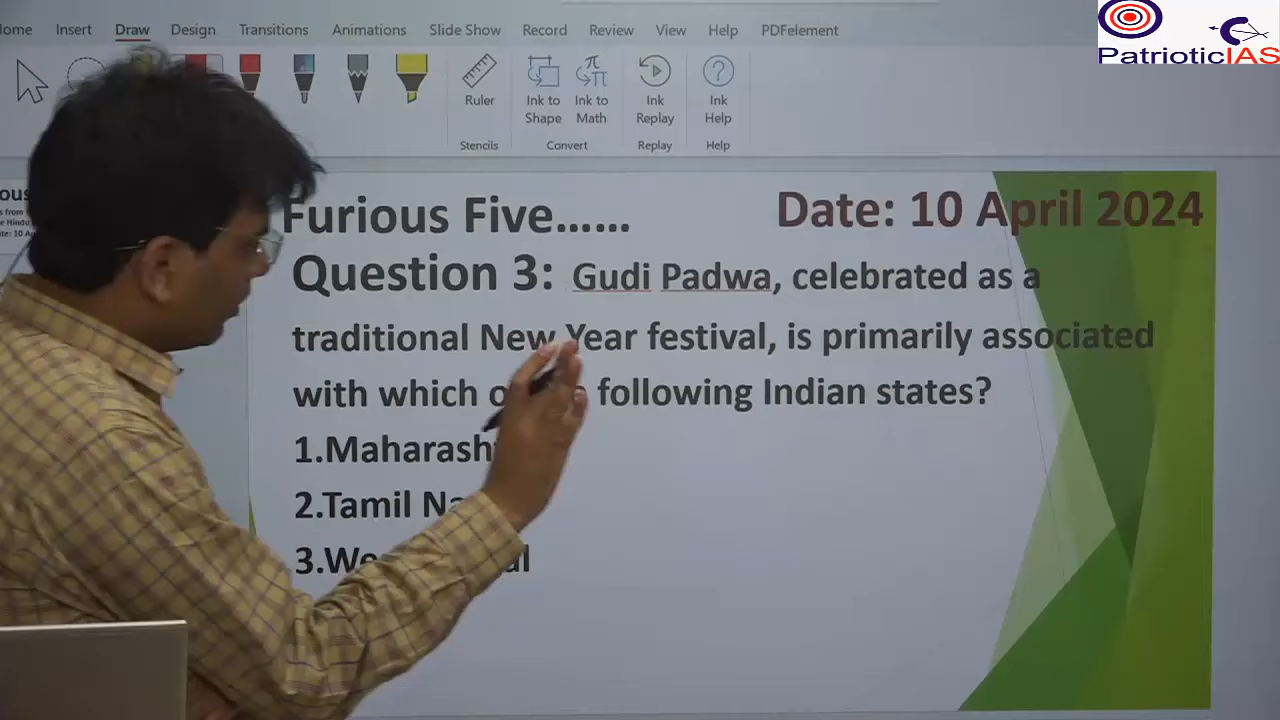 ome Insert Draw Design Transitions Animations Slide Show Record Review View Help PDFelement
PatrioticIAS
Ruler
Ink to Shape
Ink to Math
Ink Replay
Ink Help
Stencils Convert Replay Help
Furious Five...... Date: 10 April 2024
Question 3: Gudi Padwa, celebrated as a
traditional New Year festival, is primarily associated
with which following Indian states?
1.Maharasht
2.Tamil Na
3.We al